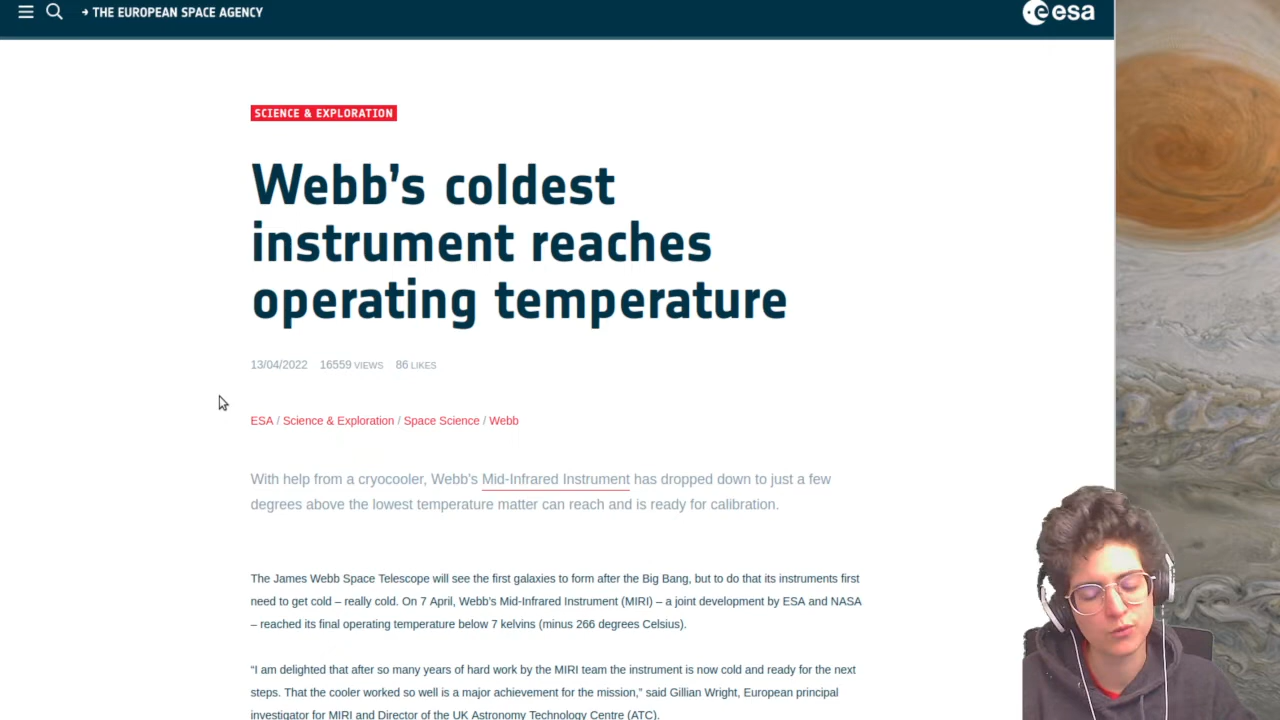 → THE EUROPEAN SPACE AGENCY
esa
SCIENCE & EXPLORATION
Webb’s coldest
instrument reaches
operating temperature
13/04/2022 16559 VIEWS 86 LIKES
ESA / Science & Exploration / Space Science / Webb
With help from a cryocooler, Webb's Mid-Infrared Instrument has dropped down to just a few
degrees above the lowest temperature matter can reach and is ready for calibration.
The James Webb Space Telescope will see the first galaxies to form after the Big Bang, but to do that its instruments first
need to get cold – really cold. On 7 April, Webb’s Mid-Infrared Instrument (MIRI) – a joint development by ESA and NASA
– reached its final operating temperature below 7 kelvins (minus 266 degrees Celsius).
“I am delighted that after so many years of hard work by the MIRI team the instrument is now cold and ready for the next
steps. That the cooler worked so well is a major achievement for the mission,” said Gillian Wright, European principal
investigator for MIRI and Director of the UK Astronomy Technology Centre (ATC).